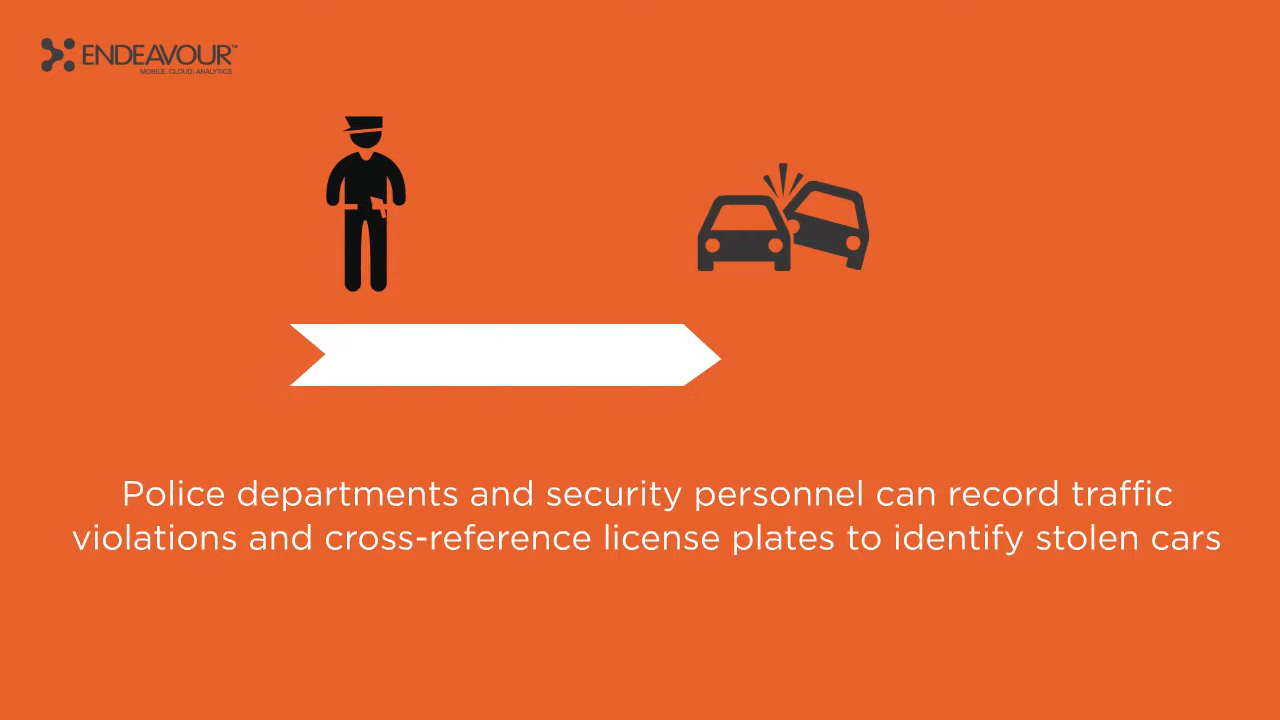 ENDEAVOUR™
MOBILE. CLOUD. ANALYTICS
Police departments and security personnel can record traffic
violations and cross-reference license plates to identify stolen cars